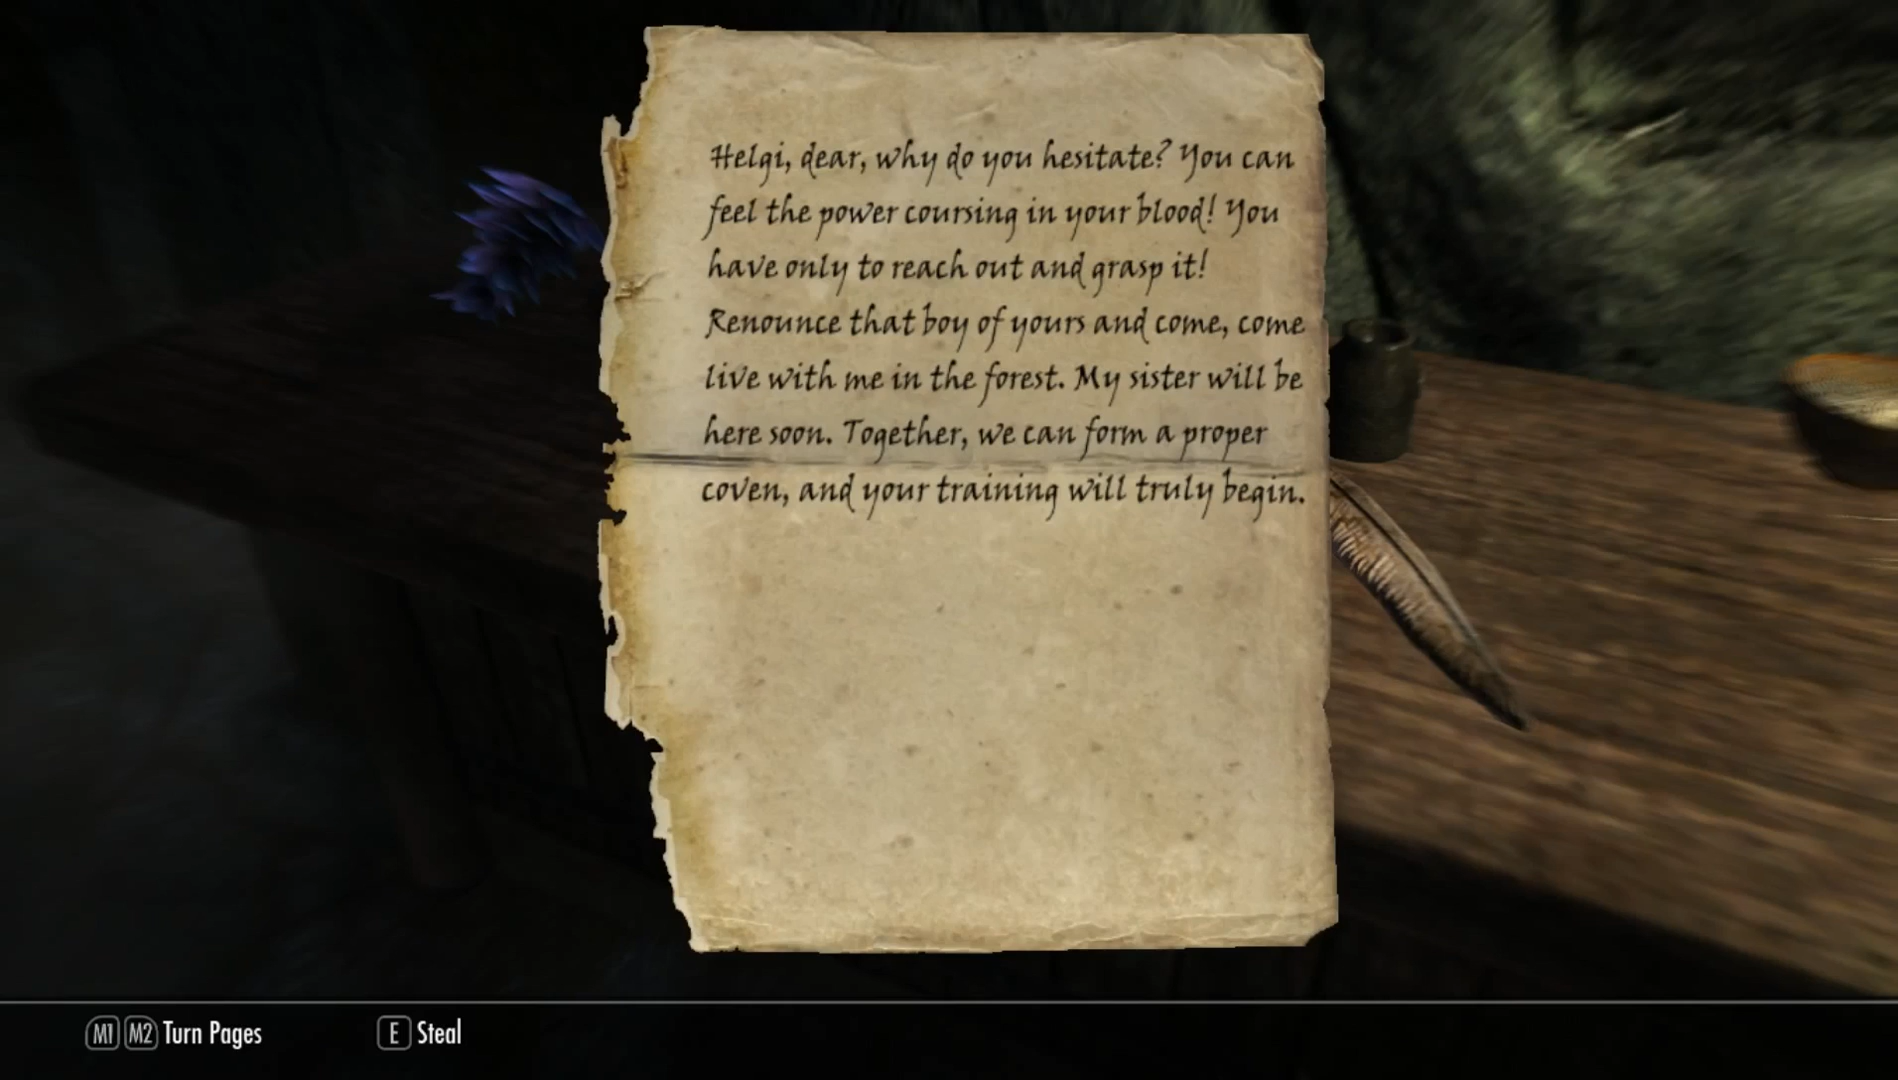 Helgi, dear, why do you hesitate? You can
feel the power coursing in your blood! You
have only to reach out and grasp it!
Renounce that boy of yours and come, come
live with me in the forest. My sister will be
here soon. Together, we can form a proper
coven, and your training will truly begin.
M1 M2 Turn Pages
E Steal